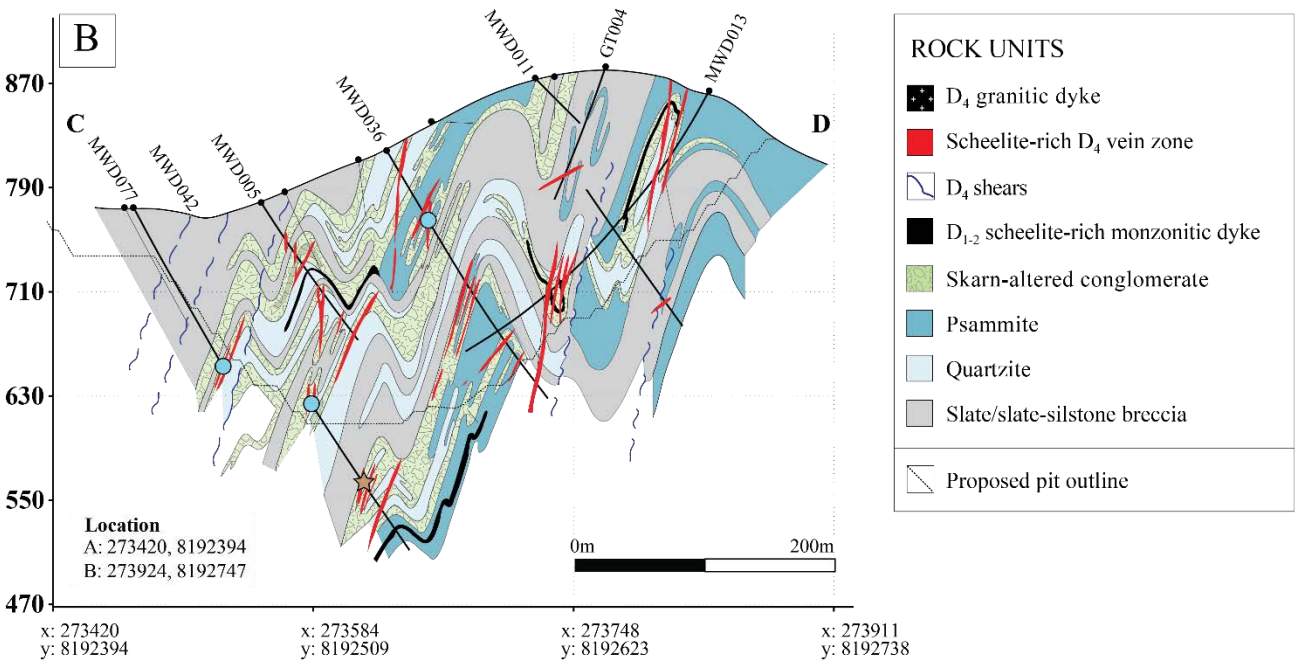 B
C
D
MWD077
MWD042
MWD005
MWD036
MWD011
GT004
MWD013
870
790
710
630
550
470
Location
A: 273420, 8192394
B: 273924, 8192747
0m 200m
x: 273420
y: 8192394
x: 273584
y: 8192509
x: 273748
y: 8192623
x: 273911
y: 8192738
ROCK UNITS
D₄ granitic dyke
Scheelite-rich D₄ vein zone
D₄ shears
D₁₋₂ scheelite-rich monzonitic dyke
Skarn-altered conglomerate
Psammite
Quartzite
Slate/slate-silstone breccia
Proposed pit outline